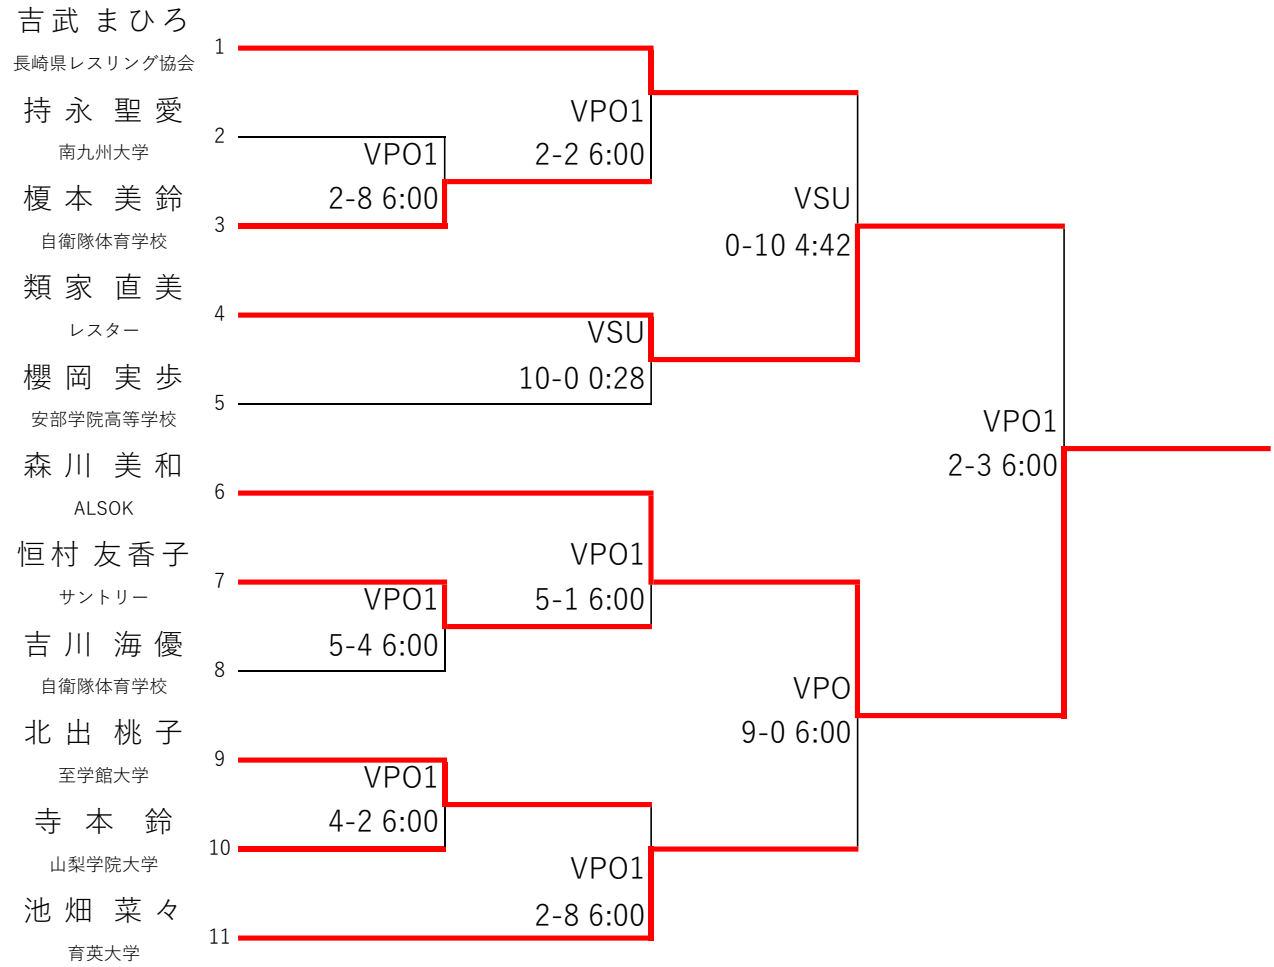 吉武 まひろ
長崎県レスリング協会
1
持永 聖愛
南九州大学
2
榎本 美鈴
自衛隊体育学校
3
類家 直美
レスター
4
櫻岡 実歩
安部学院高等学校
5
森川 美和
ALSOK
6
恒村 友香子
サントリー
7
吉川 海優
自衛隊体育学校
8
北出 桃子
至学館大学
9
寺本 鈴
山梨学院大学
10
池畑 菜々
育英大学
11
VPO1
2-8 6:00
VPO1
5-4 6:00
VPO1
4-2 6:00
VPO1
2-2 6:00
VSU
10-0 0:28
VPO1
5-1 6:00
VPO1
2-8 6:00
VSU
0-10 4:42
VPO
9-0 6:00
VPO1
2-3 6:00